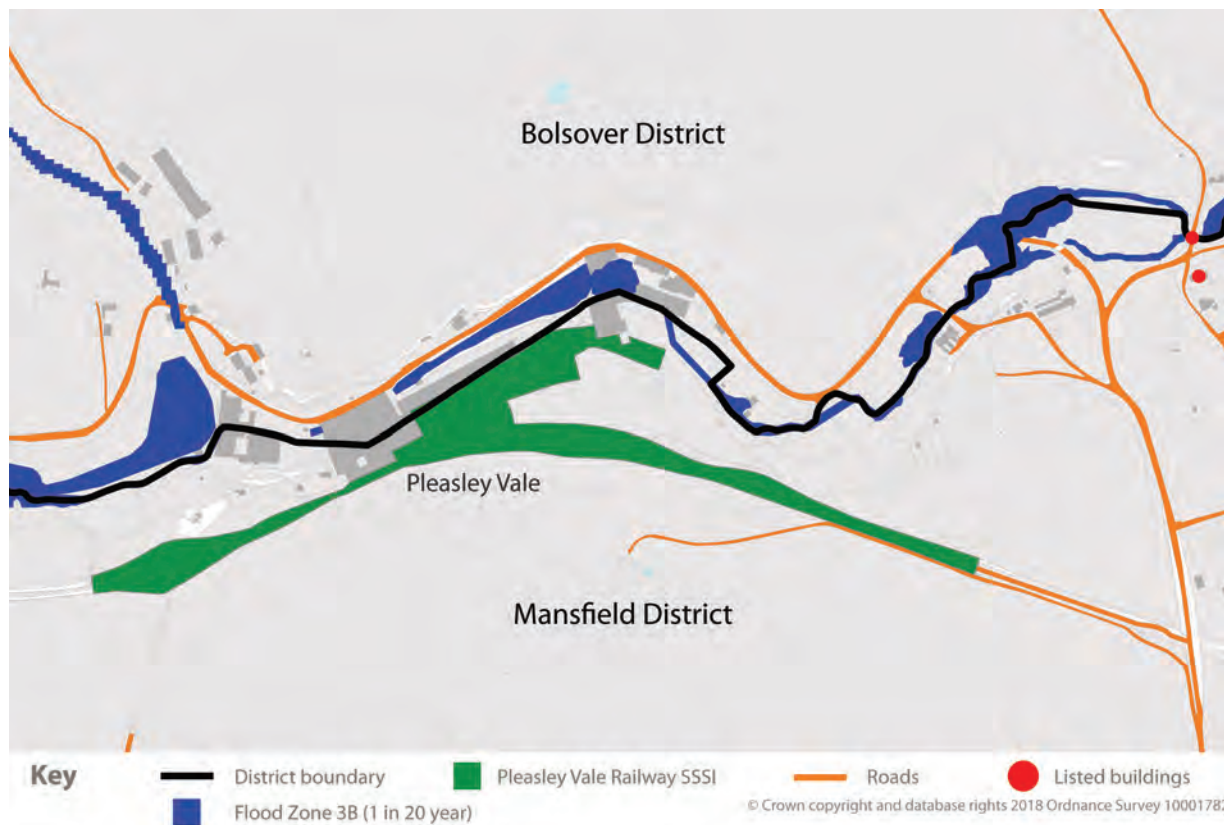 Bolsover District
Pleasley Vale
Mansfield District
Key
District boundary
Pleasley Vale Railway SSSI
Roads
Listed buildings
Flood Zone 3B (1 in 20 year)
© Crown copyright and database rights 2018 Ordnance Survey 10001782